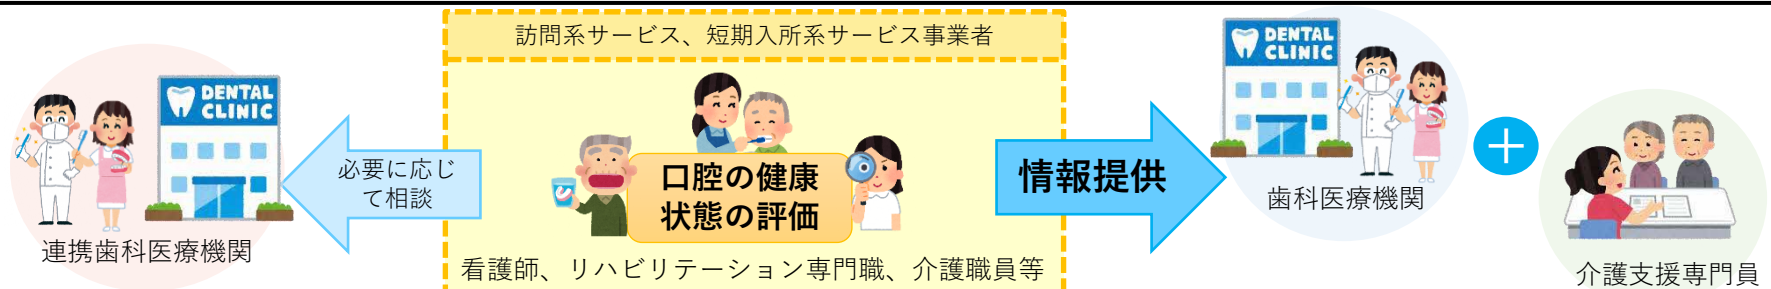 訪問系サービス、短期入所系サービス事業者
DENTAL
CLINIC
必要に応じ
て相談
連携歯科医療機関
口腔の健康
状態の評価
看護師、リハビリテーション専門職、介護職員等
情報提供
DENTAL
CLINIC
歯科医療機関
+
介護支援専門員